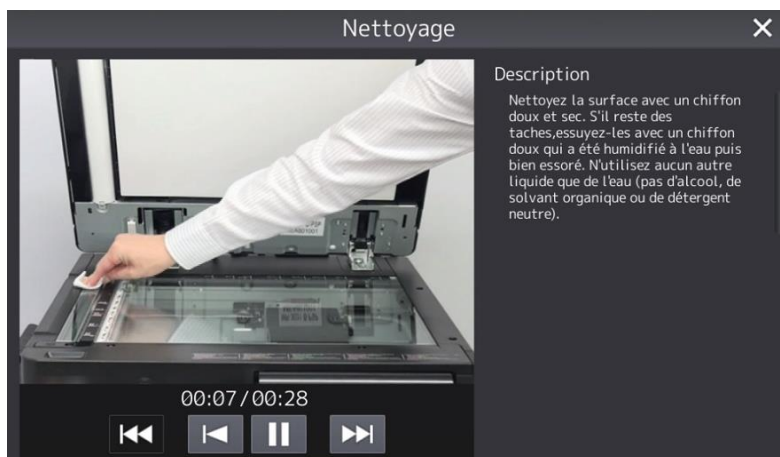 Nettoyage
Description
Nettoyez la surface avec un chiffon
doux et sec. S'il reste des
taches,essuyez-les avec un chiffon
doux qui a été humidifié à l'eau puis
bien essoré. N'utilisez aucun autre
liquide que de l'eau (pas d'alcool, de
solvant organique ou de détergent
neutre).
00:07/00:28